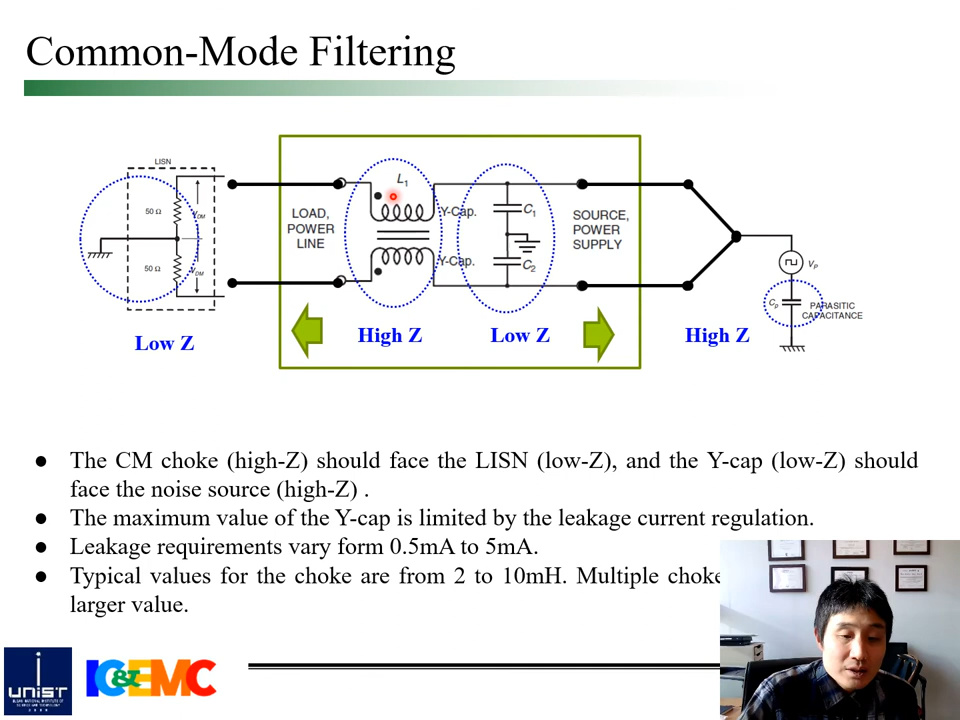 Common-Mode Filtering
LISN
50 Ω
V_DM
50 Ω
V_DM
LOAD,
POWER
LINE
L1
Y-Cap.
C1
Y-Cap.
C2
SOURCE,
POWER
SUPPLY
VP
Cp
PARASITIC
CAPACITANCE
Low Z
High Z
Low Z
High Z
● The CM choke (high-Z) should face the LISN (low-Z), and the Y-cap (low-Z) should
face the noise source (high-Z) .
● The maximum value of the Y-cap is limited by the leakage current regulation.
● Leakage requirements vary form 0.5mA to 5mA.
● Typical values for the choke are from 2 to 10mH. Multiple choke
larger value.
UNIST
IC&EMC